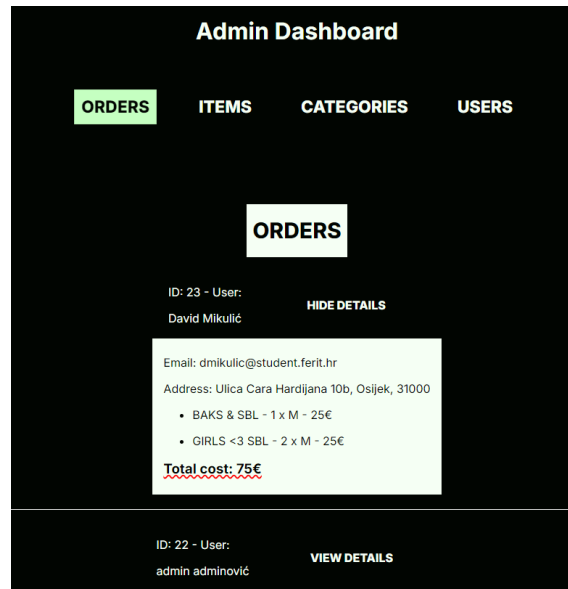 Admin Dashboard
ORDERS ITEMS CATEGORIES USERS
ORDERS
ID: 23 - User:
David Mikulić
HIDE DETAILS
Email: dmikulic@student.ferit.hr
Address: Ulica Cara Hardijana 10b, Osijek, 31000
• BAKS & SBL - 1 x M - 25€
• GIRLS <3 SBL - 2 x M - 25€
Total cost: 75€
ID: 22 - User:
admin adminović
VIEW DETAILS